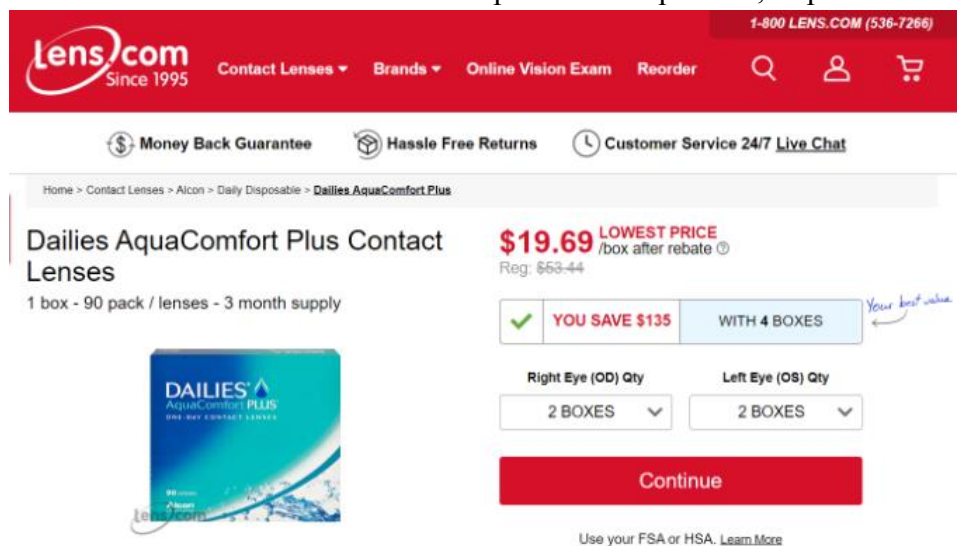 1-800 LENS.COM (536-7266)
Lens.com
Since 1995
Contact Lenses Brands Online Vision Exam Reorder
$ Money Back Guarantee Hassle Free Returns Customer Service 24/7 Live Chat
Home > Contact Lenses > Alcon > Daily Disposable > Dailies AquaComfort Plus
Dailies AquaComfort Plus Contact
Lenses
1 box - 90 pack / lenses - 3 month supply
DAILIES
AquaComfort PLUS
ONE-DAY CONTACT LENSES
90
Alcon
Lens.com
$19.69 LOWEST PRICE
/box after rebate ?
Reg: $53.44
YOU SAVE $135 WITH 4 BOXES
Your best value
Right Eye (OD) Qty Left Eye (OS) Qty
2 BOXES 2 BOXES
Continue
Use your FSA or HSA. Learn More